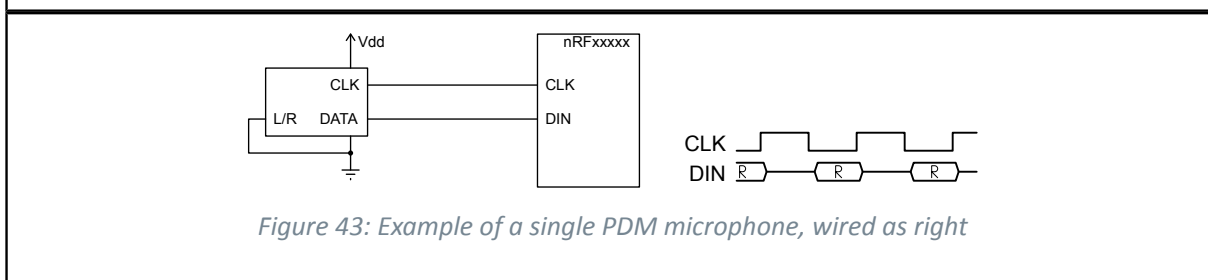 Vdd
nRFxxxxx
CLK
CLK
L/R DATA
DIN
CLK
DIN R R R
Figure 43: Example of a single PDM microphone, wired as right